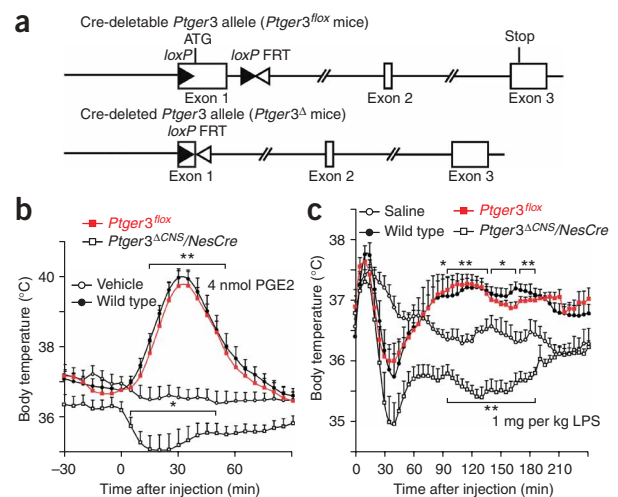 a
Cre-deletable Ptger3 allele (Ptger3flox mice)
ATG
Stop
loxP
loxP FRT
Exon 1
Exon 2
Exon 3
Cre-deleted Ptger3 allele (Ptger3Δ mice)
loxP FRT
Exon 1
Exon 2
Exon 3
b
Ptger3flox
Ptger3ΔCNS/NesCre
Vehicle
Wild type
**
4 nmol PGE2
*
Body temperature (°C)
40
38
36
–30
0
30
60
Time after injection (min)
c
Saline
Wild type
Ptger3flox
Ptger3ΔCNS/NesCre
* ** * **
**
1 mg per kg LPS
Body temperature (°C)
37
36
35
0 30 60 90 120 150 180 210
Time after injection (min)